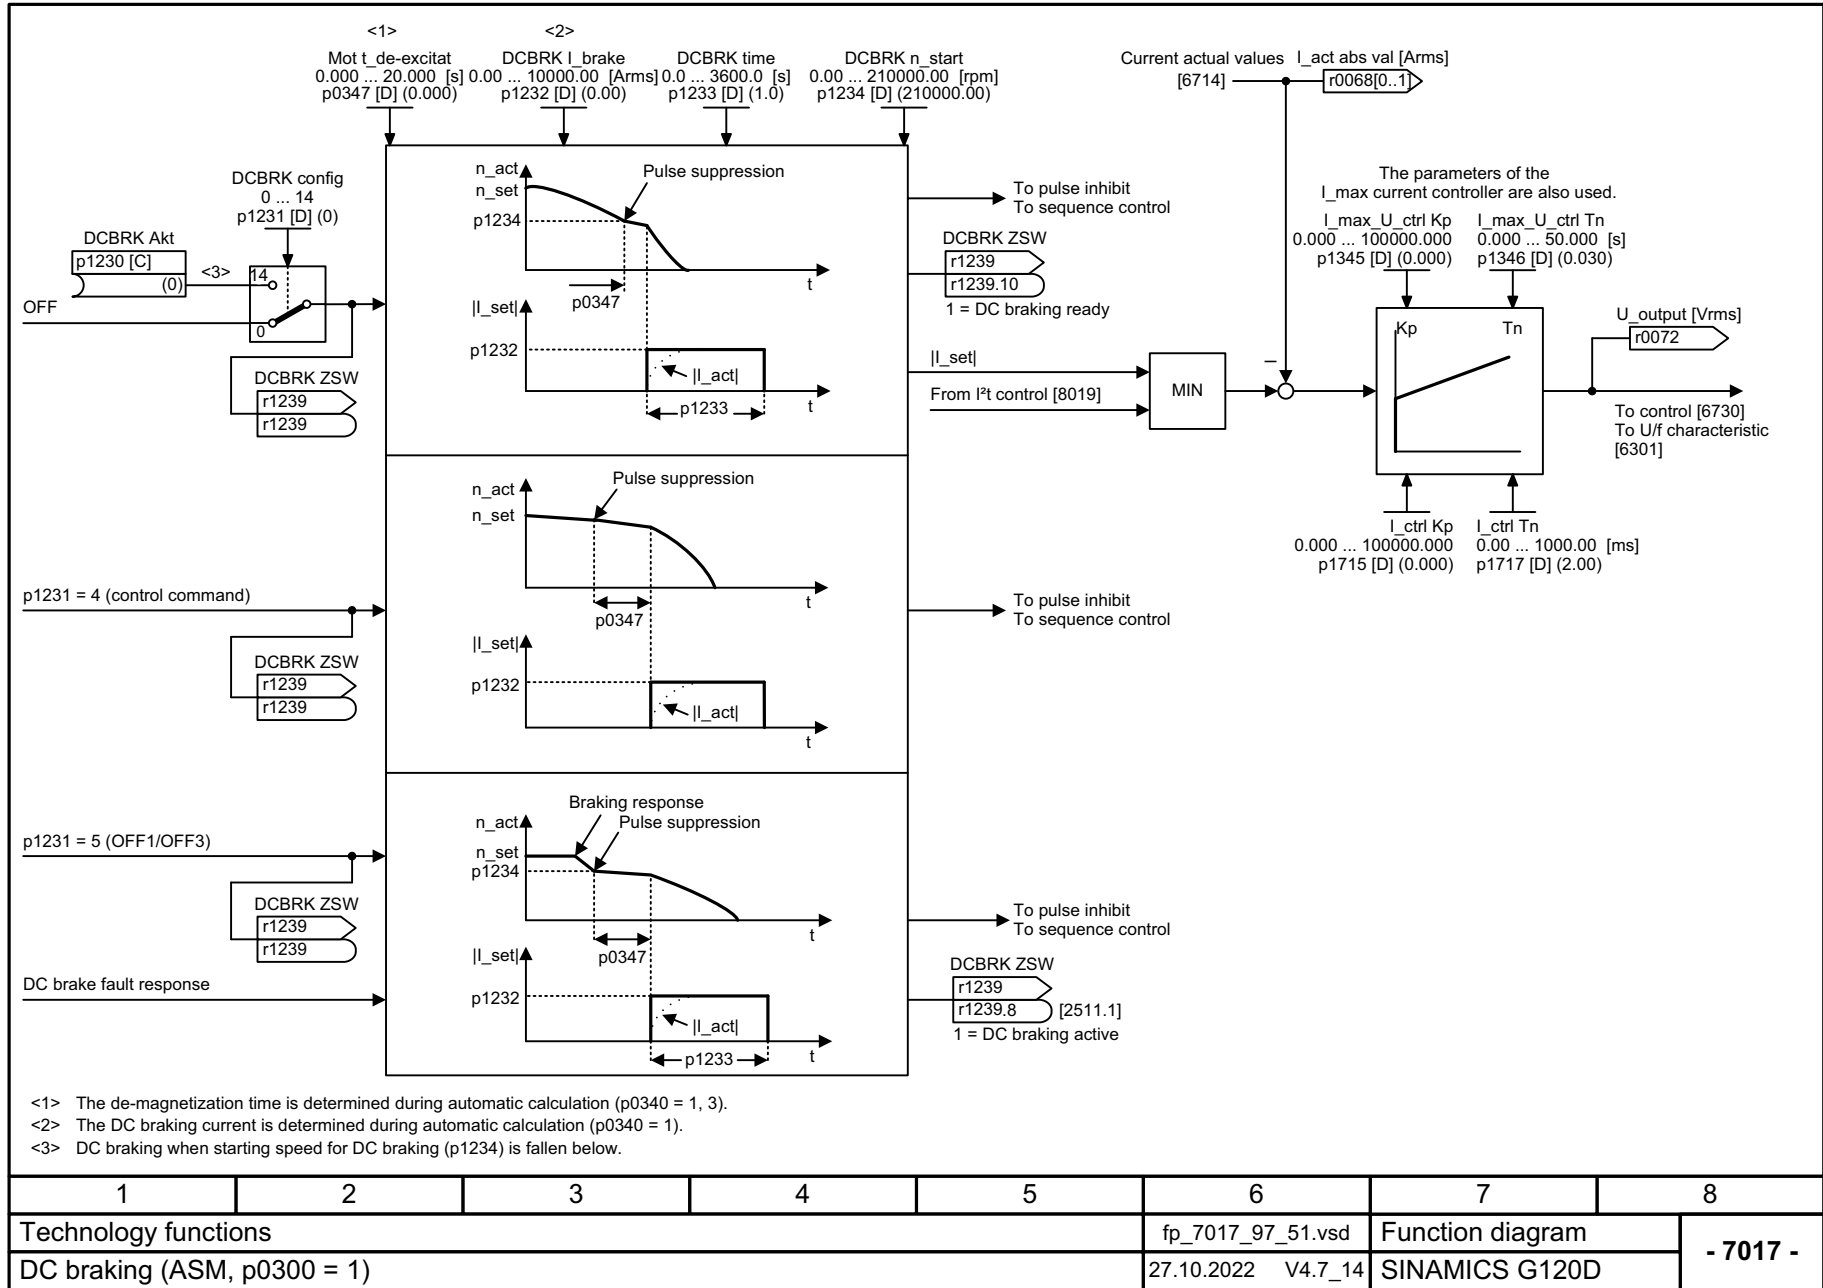 <1>
Mot t_de-excitat
0.000 ... 20.000 [s]
p0347 [D] (0.000)
<2>
DCBRK I_brake
0.00 ... 10000.00 [Arms]
p1232 [D] (0.00)
DCBRK time
0.0 ... 3600.0 [s]
p1233 [D] (1.0)
DCBRK n_start
0.00 ... 210000.00 [rpm]
p1234 [D] (210000.00)
Current actual values
[6714]
I_act abs val [Arms]
r0068[0..1]
DCBRK config
0 ... 14
p1231 [D] (0)
DCBRK Akt
p1230 [C]
(0)
<3>
14
0
OFF
DCBRK ZSW
r1239
r1239
n_act
n_set
p1234
Pulse suppression
t
p0347
|I_set|
p1232
|I_act|
p1233
t
To pulse inhibit
To sequence control
DCBRK ZSW
r1239
r1239.10
1 = DC braking ready
|I_set|
From I²t control [8019]
MIN
–
The parameters of the
I_max current controller are also used.
I_max_U_ctrl Kp
0.000 ... 100000.000
p1345 [D] (0.000)
I_max_U_ctrl Tn
0.000 ... 50.000 [s]
p1346 [D] (0.030)
Kp
Tn
U_output [Vrms]
r0072
To control [6730]
To U/f characteristic
[6301]
I_ctrl Kp
0.000 ... 100000.000
p1715 [D] (0.000)
I_ctrl Tn
0.00 ... 1000.00 [ms]
p1717 [D] (2.00)
p1231 = 4 (control command)
DCBRK ZSW
r1239
r1239
n_act
n_set
Pulse suppression
t
p0347
|I_set|
p1232
|I_act|
t
To pulse inhibit
To sequence control
p1231 = 5 (OFF1/OFF3)
DCBRK ZSW
r1239
r1239
DC brake fault response
Braking response
Pulse suppression
n_act
n_set
p1234
t
p0347
|I_set|
p1232
|I_act|
p1233
t
To pulse inhibit
To sequence control
DCBRK ZSW
r1239
r1239.8
[2511.1]
1 = DC braking active
<1> The de-magnetization time is determined during automatic calculation (p0340 = 1, 3).
<2> The DC braking current is determined during automatic calculation (p0340 = 1).
<3> DC braking when starting speed for DC braking (p1234) is fallen below.
1 2 3 4 5 6 7 8
Technology functions
fp_7017_97_51.vsd
Function diagram
- 7017 -
DC braking (ASM, p0300 = 1)
27.10.2022 V4.7_14
SINAMICS G120D